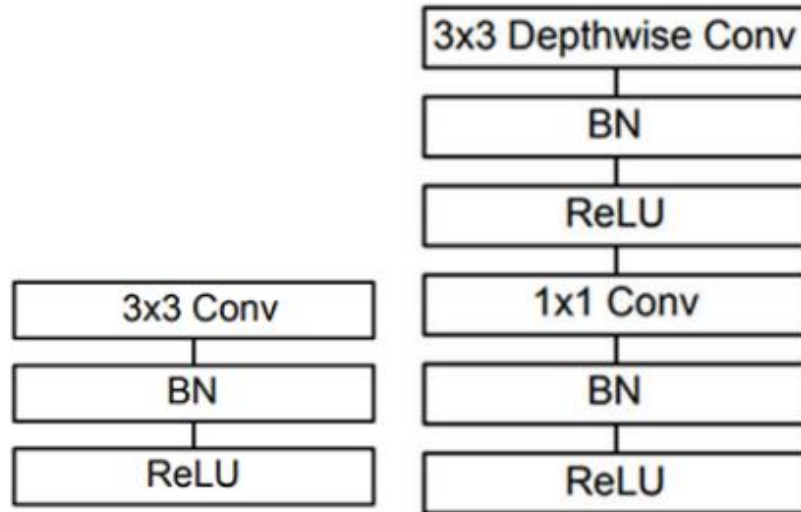 3x3 Conv
BN
ReLU
3x3 Depthwise Conv
BN
ReLU
1x1 Conv
BN
ReLU